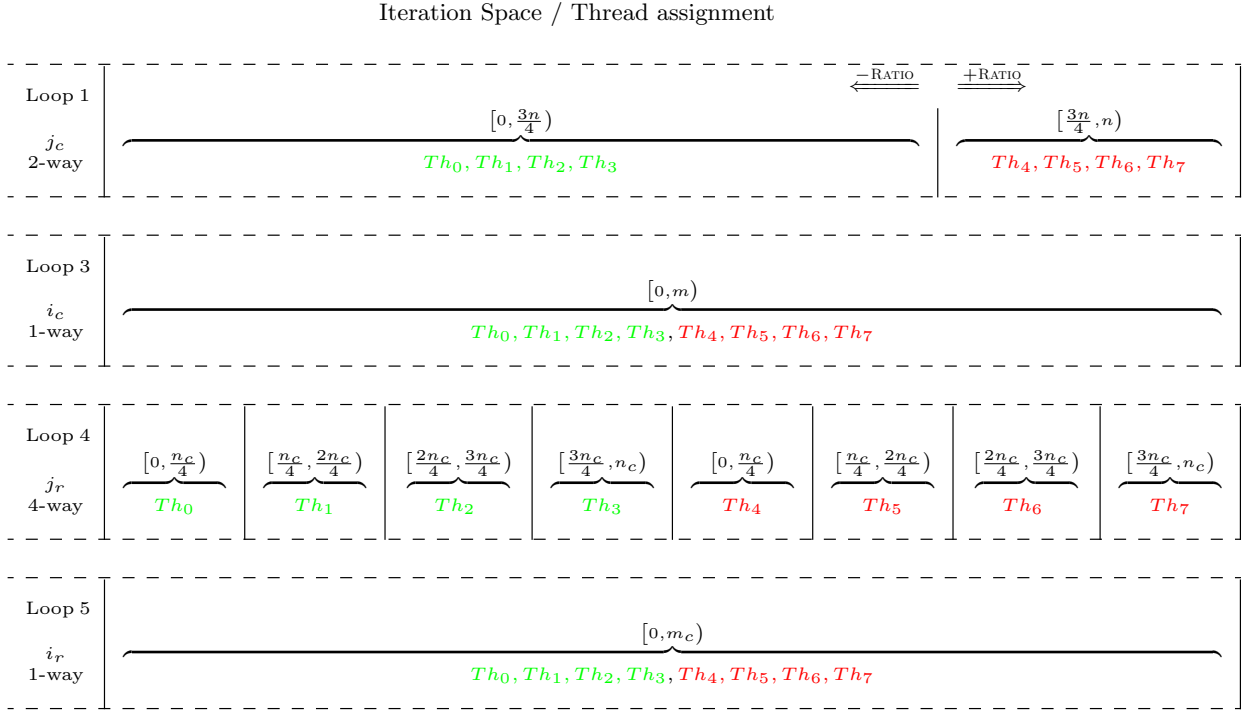 Iteration Space / Thread assignment
−RATIO +RATIO
Loop 1
[0, 3n/4) [3n/4, n)
j_c
2-way
Th_0, Th_1, Th_2, Th_3 Th_4, Th_5, Th_6, Th_7
Loop 3
[0, m)
i_c
1-way
Th_0, Th_1, Th_2, Th_3, Th_4, Th_5, Th_6, Th_7
Loop 4
[0, n_c/4) [n_c/4, 2n_c/4) [2n_c/4, 3n_c/4) [3n_c/4, n_c) [0, n_c/4) [n_c/4, 2n_c/4) [2n_c/4, 3n_c/4) [3n_c/4, n_c)
j_r
4-way
Th_0 Th_1 Th_2 Th_3 Th_4 Th_5 Th_6 Th_7
Loop 5
[0, m_c)
i_r
1-way
Th_0, Th_1, Th_2, Th_3, Th_4, Th_5, Th_6, Th_7